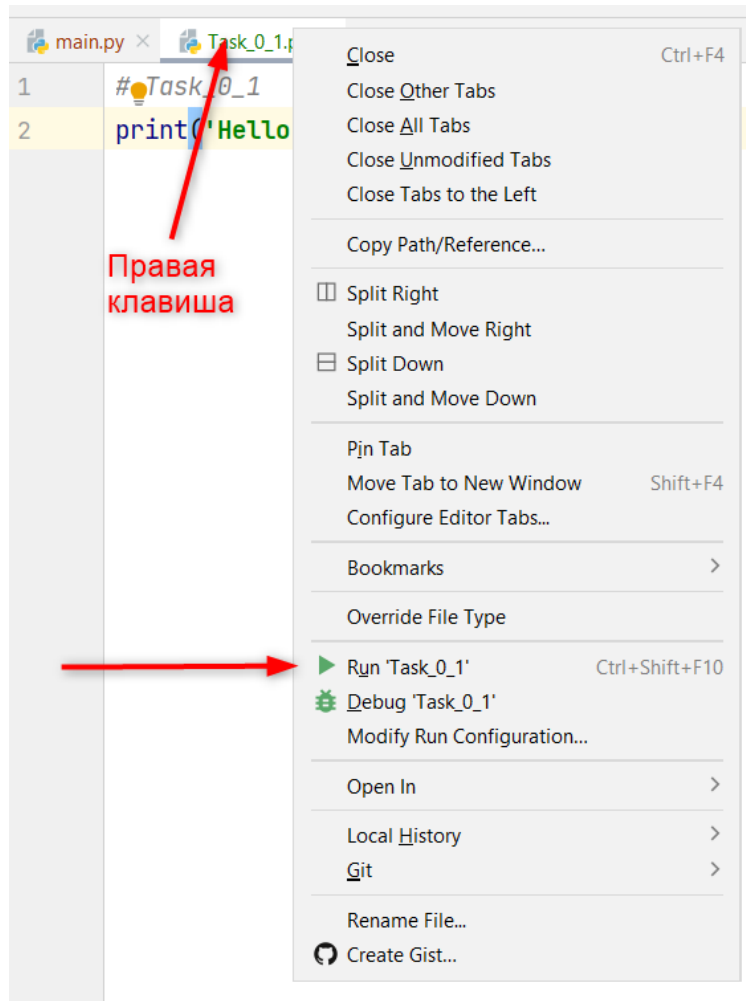 main.py
Task_0_1.p
1 # Task_0_1
2 print('Hello
Правая
клавиша
Close Ctrl+F4
Close Other Tabs
Close All Tabs
Close Unmodified Tabs
Close Tabs to the Left
Copy Path/Reference...
Split Right
Split and Move Right
Split Down
Split and Move Down
Pin Tab
Move Tab to New Window Shift+F4
Configure Editor Tabs...
Bookmarks
Override File Type
Run 'Task_0_1' Ctrl+Shift+F10
Debug 'Task_0_1'
Modify Run Configuration...
Open In
Local History
Git
Rename File...
Create Gist...